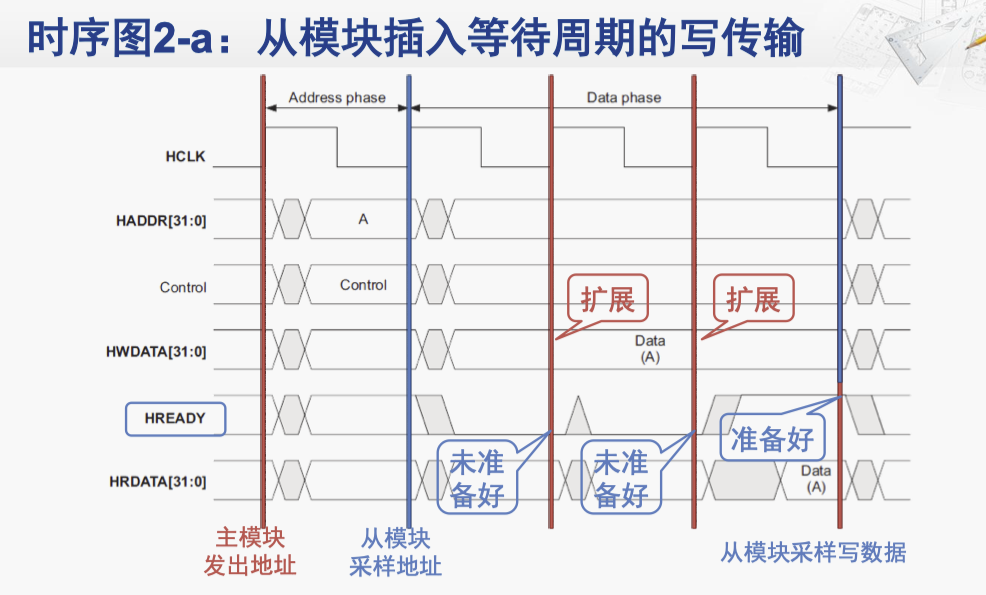 时序图2-a：从模块插入等待周期的写传输
Address phase
Data phase
HCLK
HADDR[31:0]
A
Control
Control
扩展
扩展
HWDATA[31:0]
Data
(A)
HREADY
未准
备好
未准
备好
准备好
HRDATA[31:0]
Data
(A)
主模块
发出地址
从模块
采样地址
从模块采样写数据